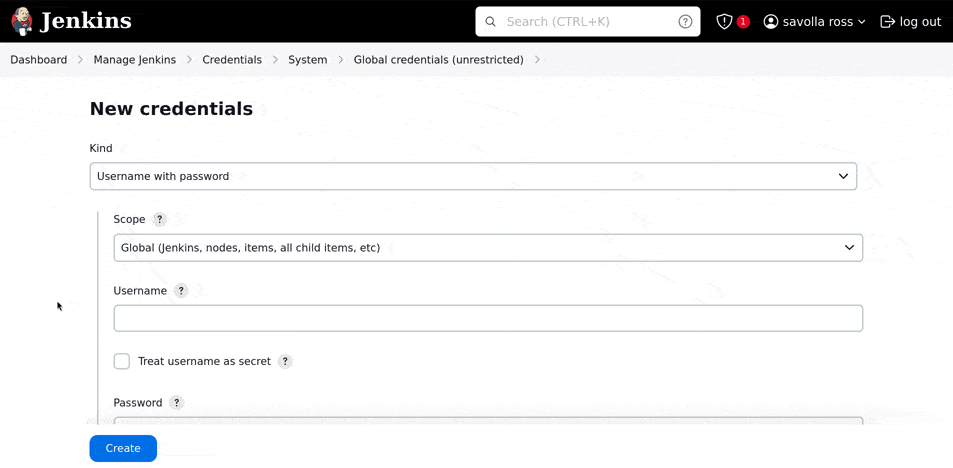 Jenkins Search (CTRL+K) ? 1 savolla ross log out
Dashboard Manage Jenkins Credentials System Global credentials (unrestricted)
New credentials
Kind
Username with password
Scope ?
Global (Jenkins, nodes, items, all child items, etc)
Username ?
Treat username as secret ?
Password ?
Create